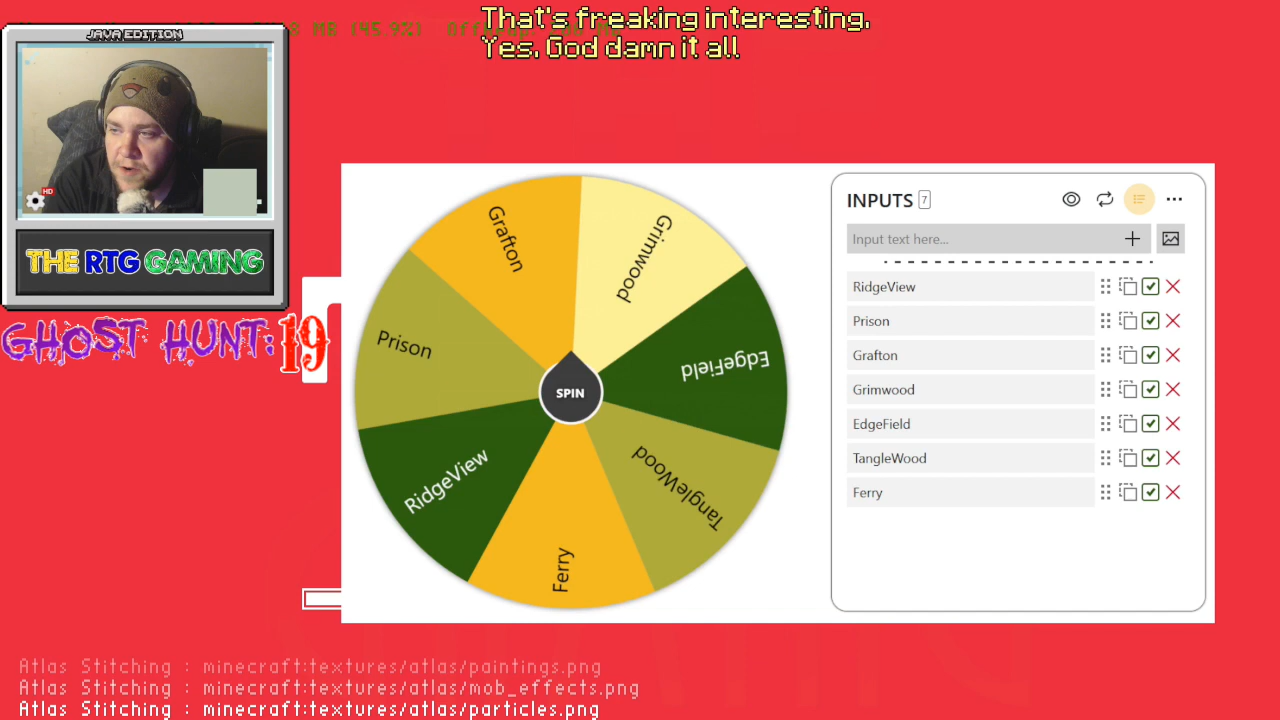 That's freaking interesting.
Yes. God damn it all
JAVA EDITION
HD
THE RTG GAMING
GHOST HUNT: 19
Grafton
Grimwood
Prison
EdgeField
SPIN
RidgeView
TangleWood
Ferry
INPUTS 7
Input text here...
RidgeView
Prison
Grafton
Grimwood
EdgeField
TangleWood
Ferry
Atlas Stitching : minecraft:textures/atlas/paintings.png
Atlas Stitching : minecraft:textures/atlas/mob_effects.png
Atlas Stitching : minecraft:textures/atlas/particles.png